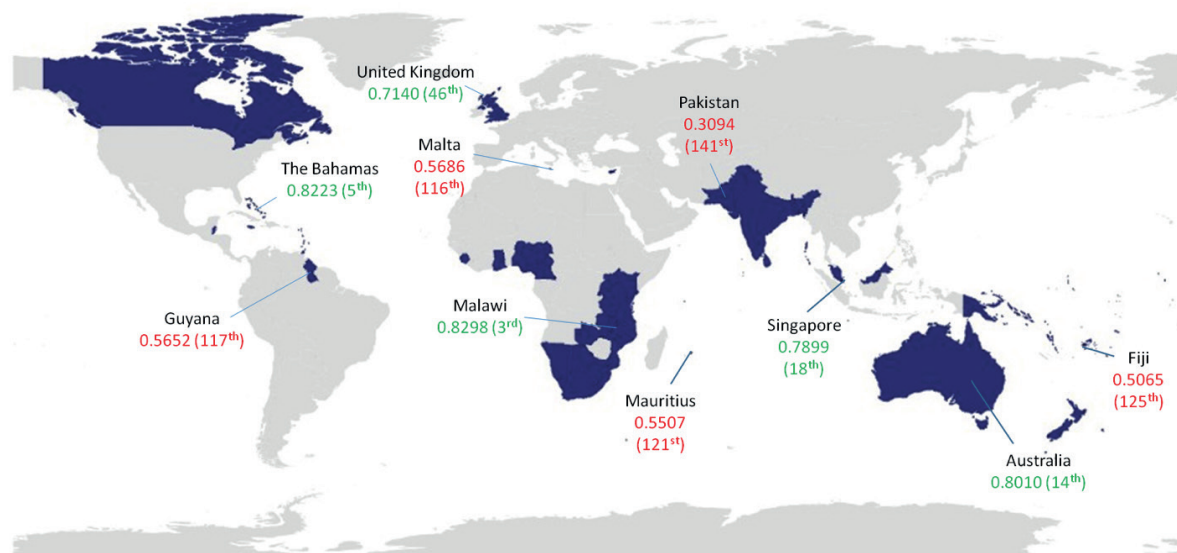 United Kingdom
0.7140 (46th)
Pakistan
0.3094
(141st)
Malta
0.5686
(116th)
The Bahamas
0.8223 (5th)
Guyana
0.5652 (117th)
Malawi
0.8298 (3rd)
Singapore
0.7899
(18th)
Fiji
0.5065
(125th)
Mauritius
0.5507
(121st)
Australia
0.8010 (14th)